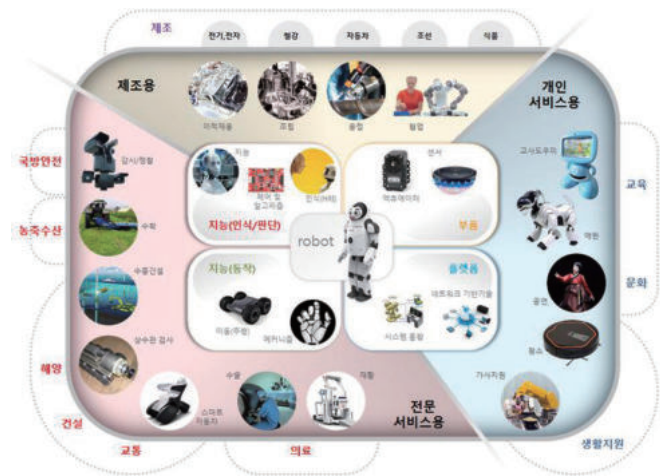 제조
전기,전자
철강
자동차
조선
식품
제조용
개인
서비스용
이적재용
조립
용접
협업
국방안전
감시/정찰
농축수산
수확
수중건설
해양
상수관 검사
건설
스마트
자동차
교통
수술
재활
의료
전문
서비스용
교사도우미
교육
애완
문화
공연
청소
가사지원
생활지원
지능
제어 및
알고리즘
인식(HRI)
지능(인식/판단)
센서
액츄에이터
부품
robot
지능(동작)
이동(주행)
메커니즘
플랫폼
네트워크 기반기술
시스템 통합